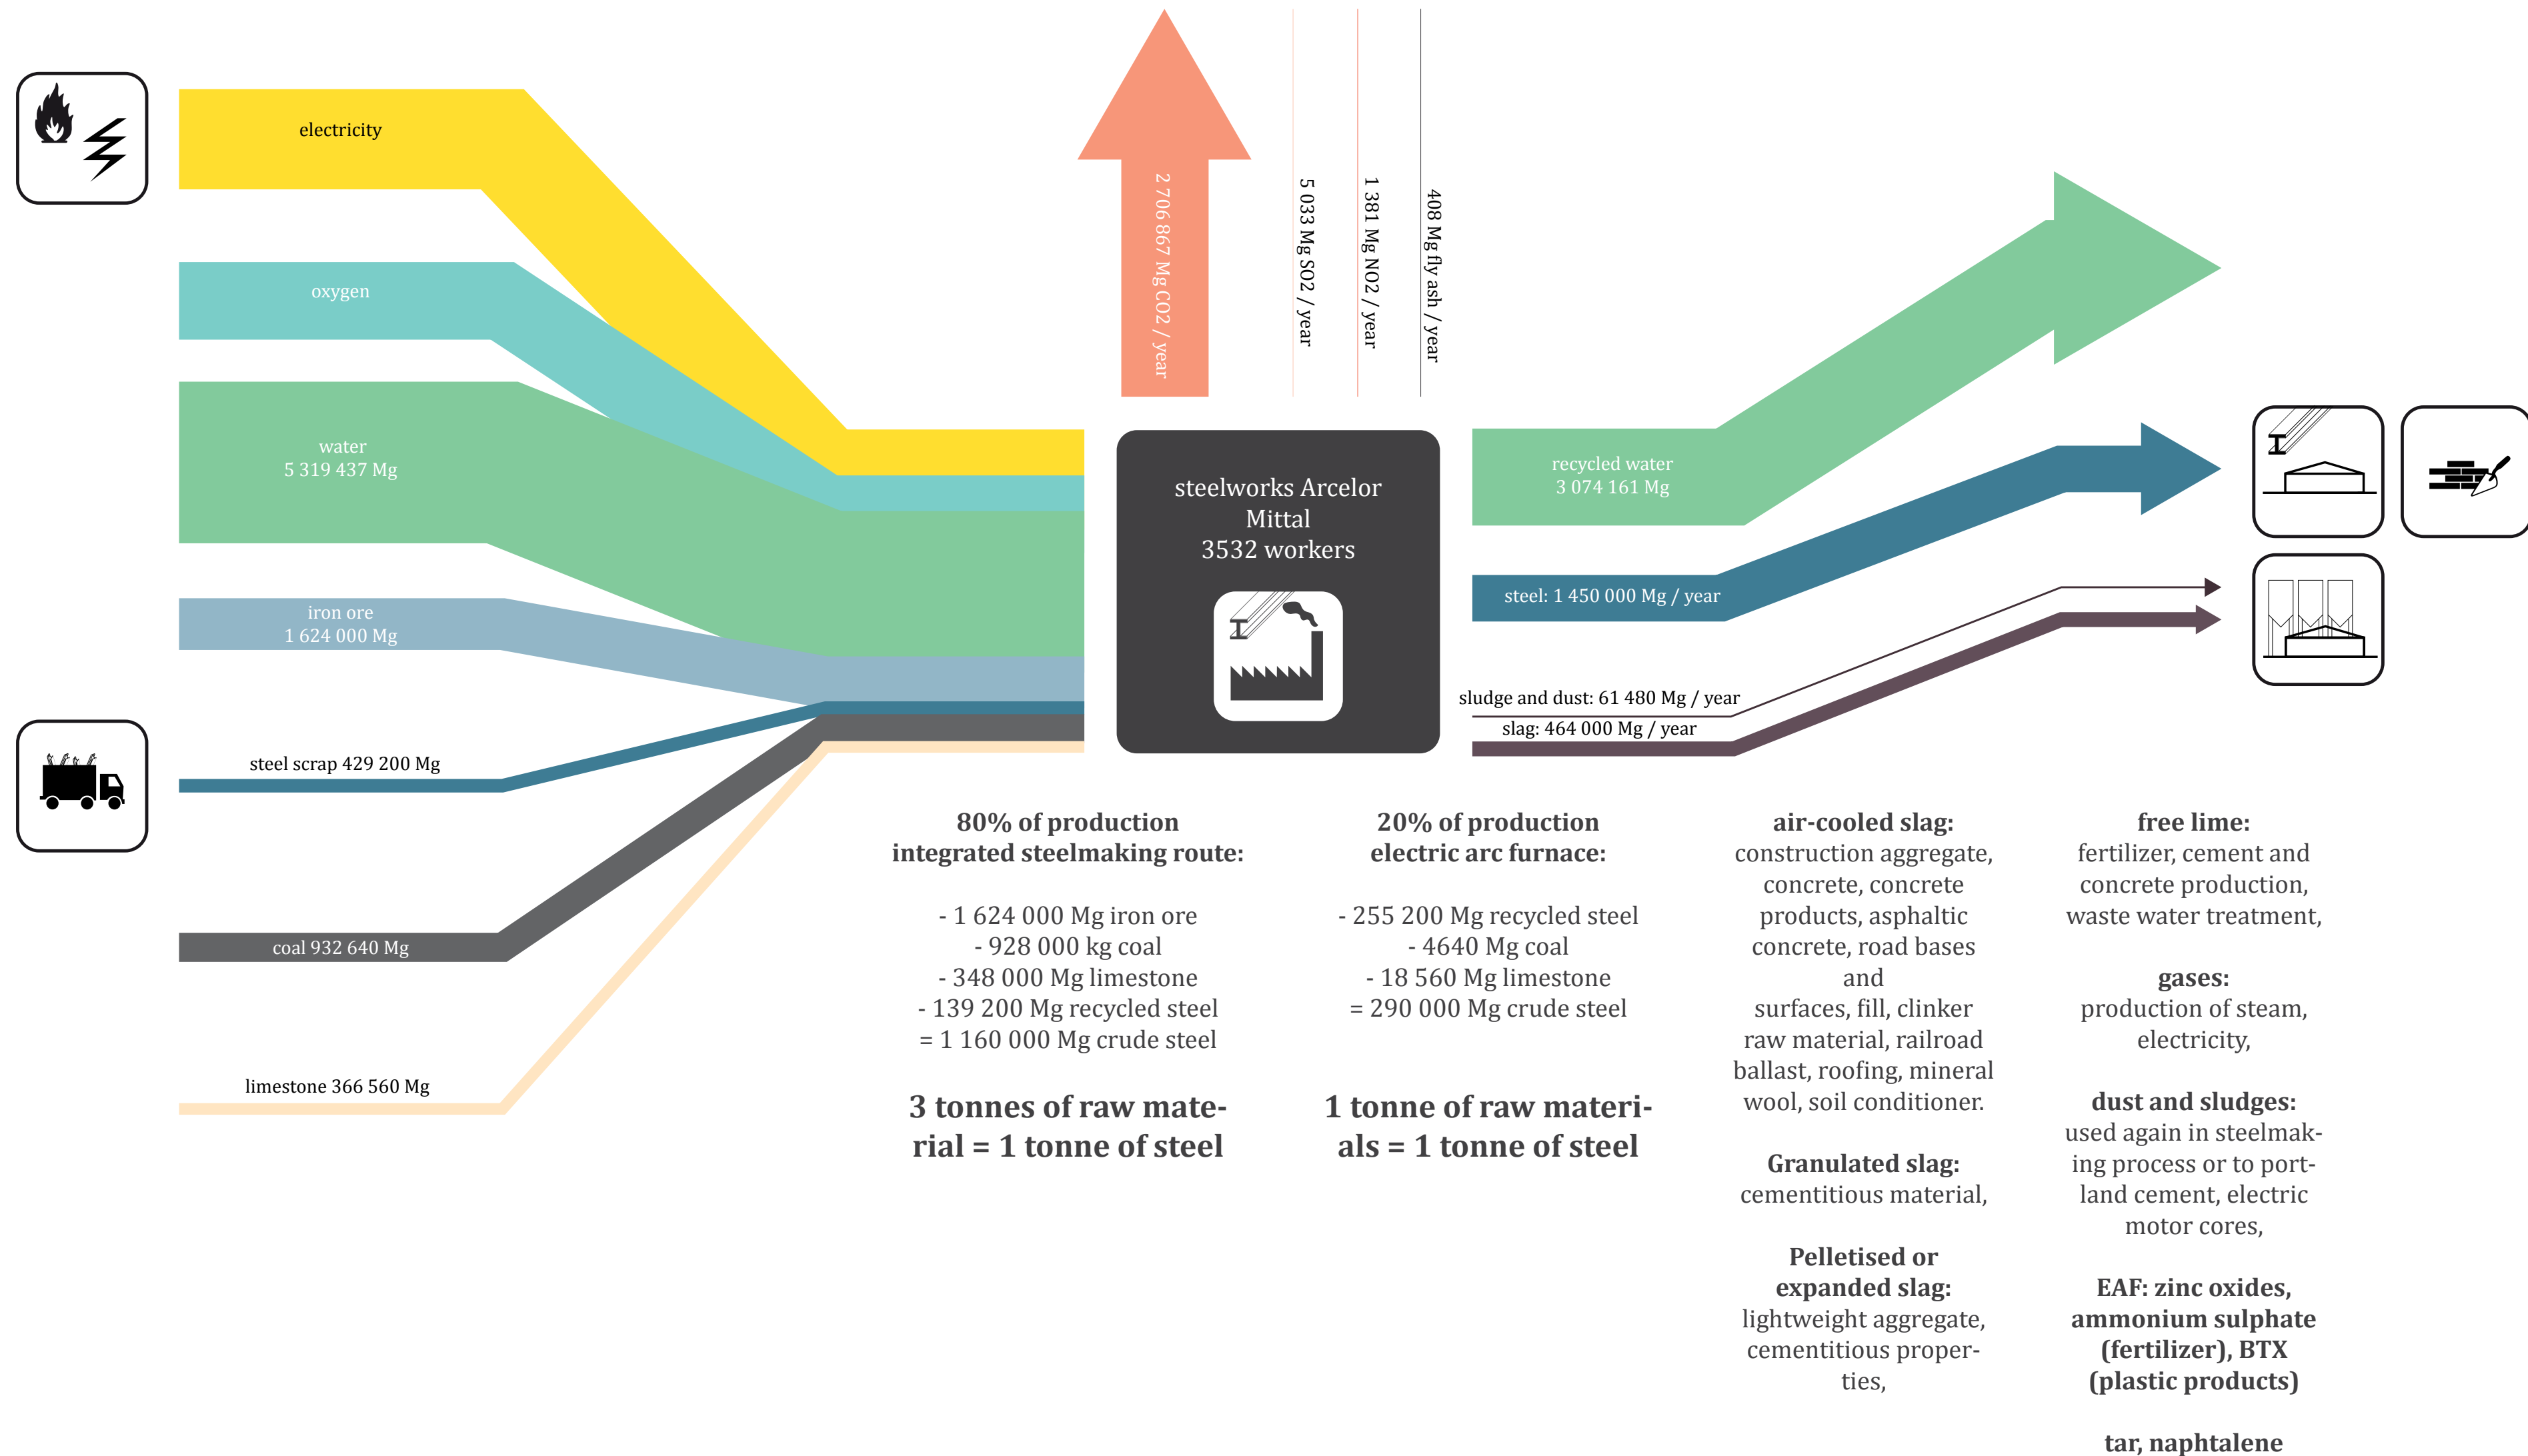 electricity
oxygen
water
5 319 437 Mg
iron ore
1 624 000 Mg
steel scrap 429 200 Mg
coal 932 640 Mg
limestone 366 560 Mg
2 706 867 Mg CO2 / year
5 033 Mg SO2 / year
1 381 Mg NO2 / year
408 Mg fly ash / year
steelworks Arcelor
Mittal
3532 workers
recycled water
3 074 161 Mg
steel: 1 450 000 Mg / year
sludge and dust: 61 480 Mg / year
slag: 464 000 Mg / year
80% of production
integrated steelmaking route:
- 1 624 000 Mg iron ore
- 928 000 kg coal
- 348 000 Mg limestone
- 139 200 Mg recycled steel
= 1 160 000 Mg crude steel
3 tonnes of raw mate-
rial = 1 tonne of steel
20% of production
electric arc furnace:
- 255 200 Mg recycled steel
- 4640 Mg coal
- 18 560 Mg limestone
= 290 000 Mg crude steel
1 tonne of raw materi-
als = 1 tonne of steel
air-cooled slag:
construction aggregate,
concrete, concrete
products, asphaltic
concrete, road bases
and
surfaces, fill, clinker
raw material, railroad
ballast, roofing, mineral
wool, soil conditioner.
Granulated slag:
cementitious material,
Pelletised or
expanded slag:
lightweight aggregate,
cementitious proper-
ties,
free lime:
fertilizer, cement and
concrete production,
waste water treatment,
gases:
production of steam,
electricity,
dust and sludges:
used again in steelmak-
ing process or to port-
land cement, electric
motor cores,
EAF: zinc oxides,
ammonium sulphate
(fertilizer), BTX
(plastic products)
tar, naphtalene